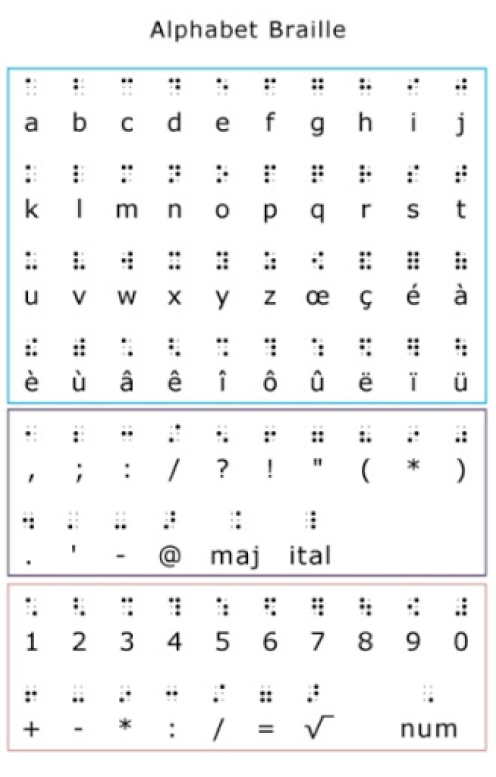 Alphabet Braille
a b c d e f g h i j
k l m n o p q r s t
u v w x y z œ ç é à
è ù â ê î ô û ë ï ü
, ; : / ? ! " ( * )
. ' - @ maj ital
1 2 3 4 5 6 7 8 9 0
+ - * : / = √ num